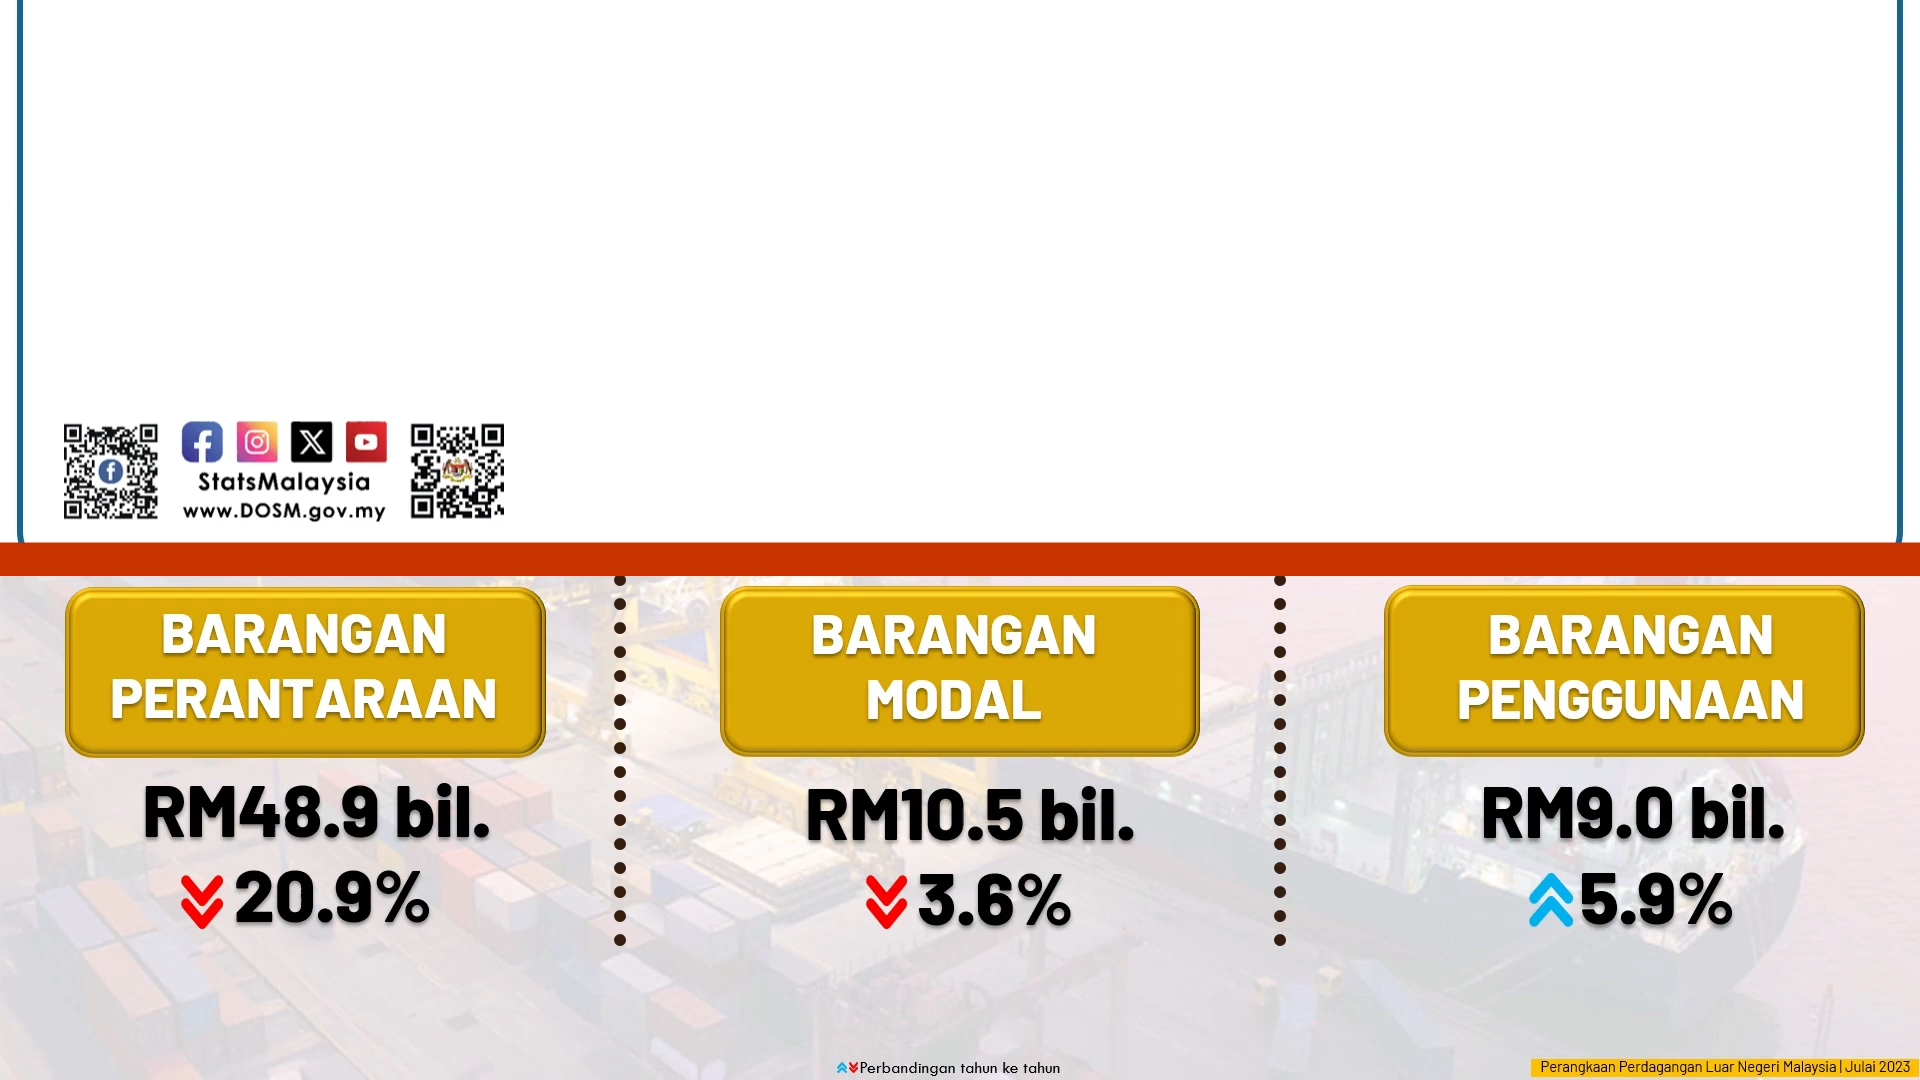 StatsMalaysia
www.DOSM.gov.my
BARANGAN
PERANTARAAN
RM48.9 bil.
20.9%
BARANGAN
MODAL
RM10.5 bil.
3.6%
BARANGAN
PENGGUNAAN
RM9.0 bil.
5.9%
Perbandingan tahun ke tahun
Perangkaan Perdagangan Luar Negeri Malaysia | Julai 2023